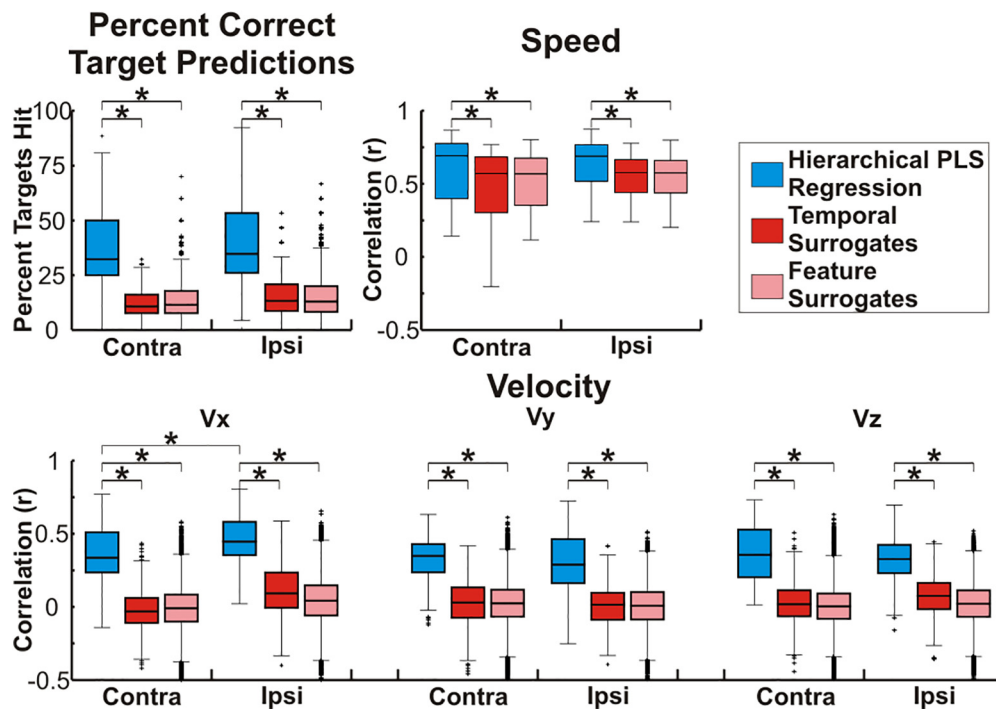 Percent Correct
Target Predictions
Speed
Percent Targets Hit
100
75
50
25
0
*
*
*
*
Contra
Ipsi
Correlation (r)
1
0.5
0
-0.5
*
*
*
*
Contra
Ipsi
Hierarchical PLS
Regression
Temporal
Surrogates
Feature
Surrogates
Velocity
Vx
Vy
Vz
Correlation (r)
1
0.5
0
-0.5
*
*
*
*
*
*
*
*
*
*
*
*
*
Contra
Ipsi
Contra
Ipsi
Contra
Ipsi